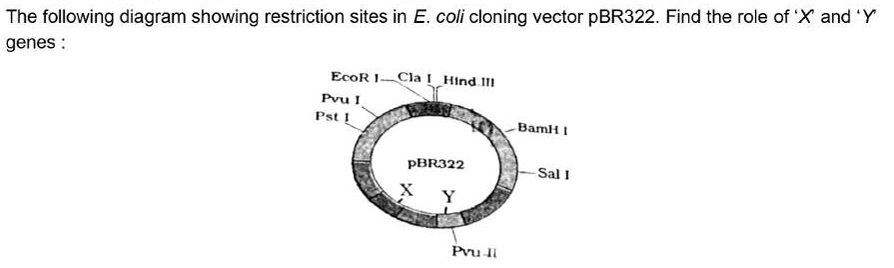 The following diagram showing restriction sites in E. coli cloning vector pBR322. Find the role of ‘X’ and ‘Y’
genes :
EcoR I Cla I Hind III
Pvu I
Pst I
BamH I
pBR322
Sal I
X Y
Pvu II